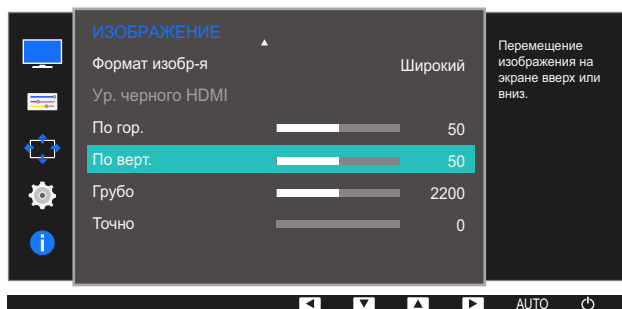 ИЗОБРАЖЕНИЕ
Формат изобр-я Широкий
Ур. черного HDMI
По гор. 50
По верт. 50
Грубо 2200
Точно 0
Перемещение
изображения на
экране вверх или
вниз.
AUTO